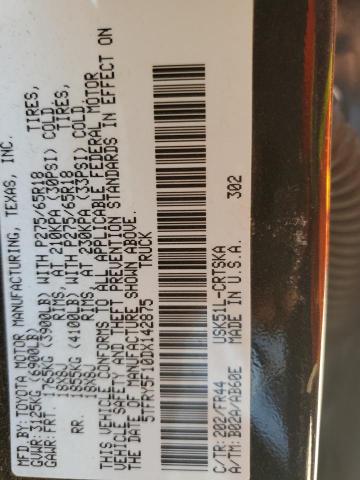 MFD.BY:TOYOTA MOTOR MANUFACTURING, TEXAS, INC.
GVWR:3125KG(6900LB)
GAWR:FRT. 1765KG(3900LB) WITH P275/65R18 TIRES,
18X8J RIMS, AT 210KPA (30PSI) COLD
RR. 1855KG(4100LB) WITH P275/65R18 TIRES,
18X8J RIMS, AT 230KPA (33PSI) COLD.
THIS VEHICLE CONFORMS TO ALL APPLICABLE FEDERAL MOTOR
VEHICLE SAFETY AND THEFT PREVENTION STANDARDS IN EFFECT ON
THE DATE OF MANUFACTURE SHOWN ABOVE.
5TFRY5F10DX142875 TRUCK
C/TR:202/FR44 USK51L-CRTSKA
A/TM:B02A/AB60E MADE IN U.S.A.
302